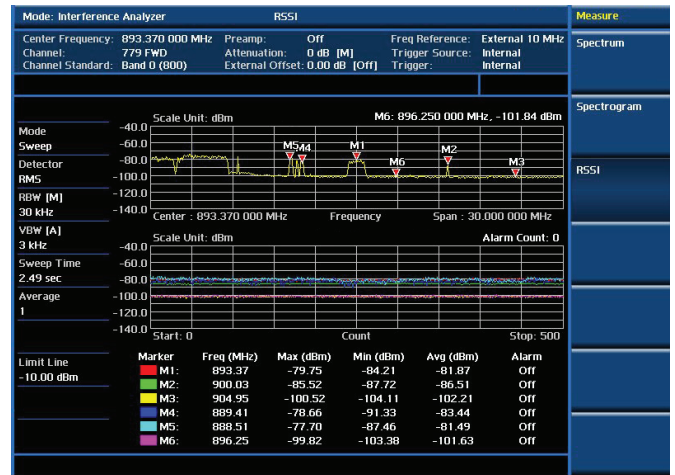 Mode: Interference Analyzer RSSI Measure
Center Frequency: 893.370 000 MHz Preamp: Off Freq Reference: External 10 MHz
Channel: 779 FWD Attenuation: 0 dB [M] Trigger Source: Internal
Channel Standard: Band 0 (800) External Offset: 0.00 dB [Off] Trigger: Internal
Spectrum
Spectrogram
RSSI
Mode
Sweep
Detector
RMS
RBW [M]
30 kHz
VBW [A]
3 kHz
Sweep Time
2.49 sec
Average
1
Limit Line
-10.00 dBm
Scale Unit: dBm M6: 896.250 000 MHz, -101.84 dBm
-40.0
-60.0
-80.0
-100.0
-120.0
-140.0
M5 M4 M1 M6 M2 M3
Center : 893.370 000 MHz Frequency Span : 30.000 000 MHz
Scale Unit: dBm Alarm Count: 0
-40.0
-60.0
-80.0
-100.0
-120.0
-140.0
Start: 0 Count Stop: 500
Marker Freq (MHz) Max (dBm) Min (dBm) Avg (dBm) Alarm
M1: 893.37 -79.75 -84.21 -81.87 Off
M2: 900.03 -85.52 -87.72 -86.51 Off
M3: 904.95 -100.52 -104.11 -102.21 Off
M4: 889.41 -78.66 -91.33 -83.44 Off
M5: 888.51 -77.70 -87.46 -81.49 Off
M6: 896.25 -99.82 -103.38 -101.63 Off